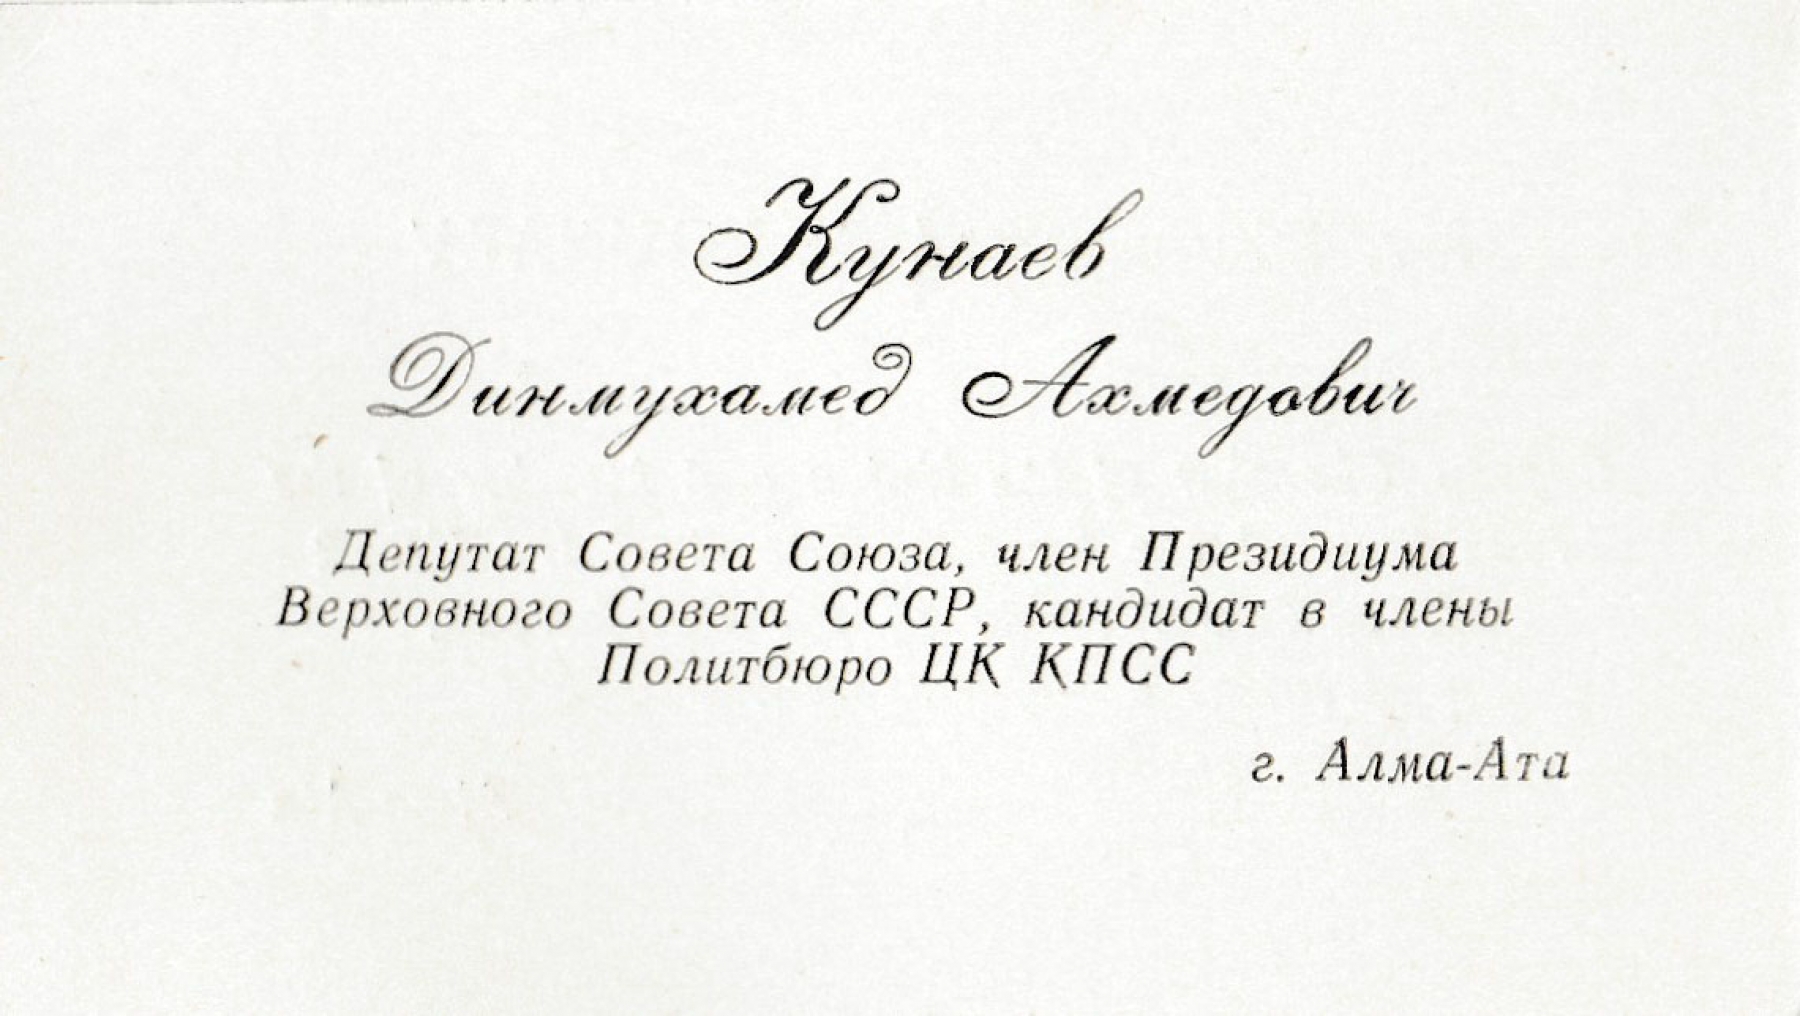 Кунаев
Динмухамед Ахмедович
Депутат Совета Союза, член Президиума
Верховного Совета СССР, кандидат в члены
Политбюро ЦК КПСС
г. Алма-Ата